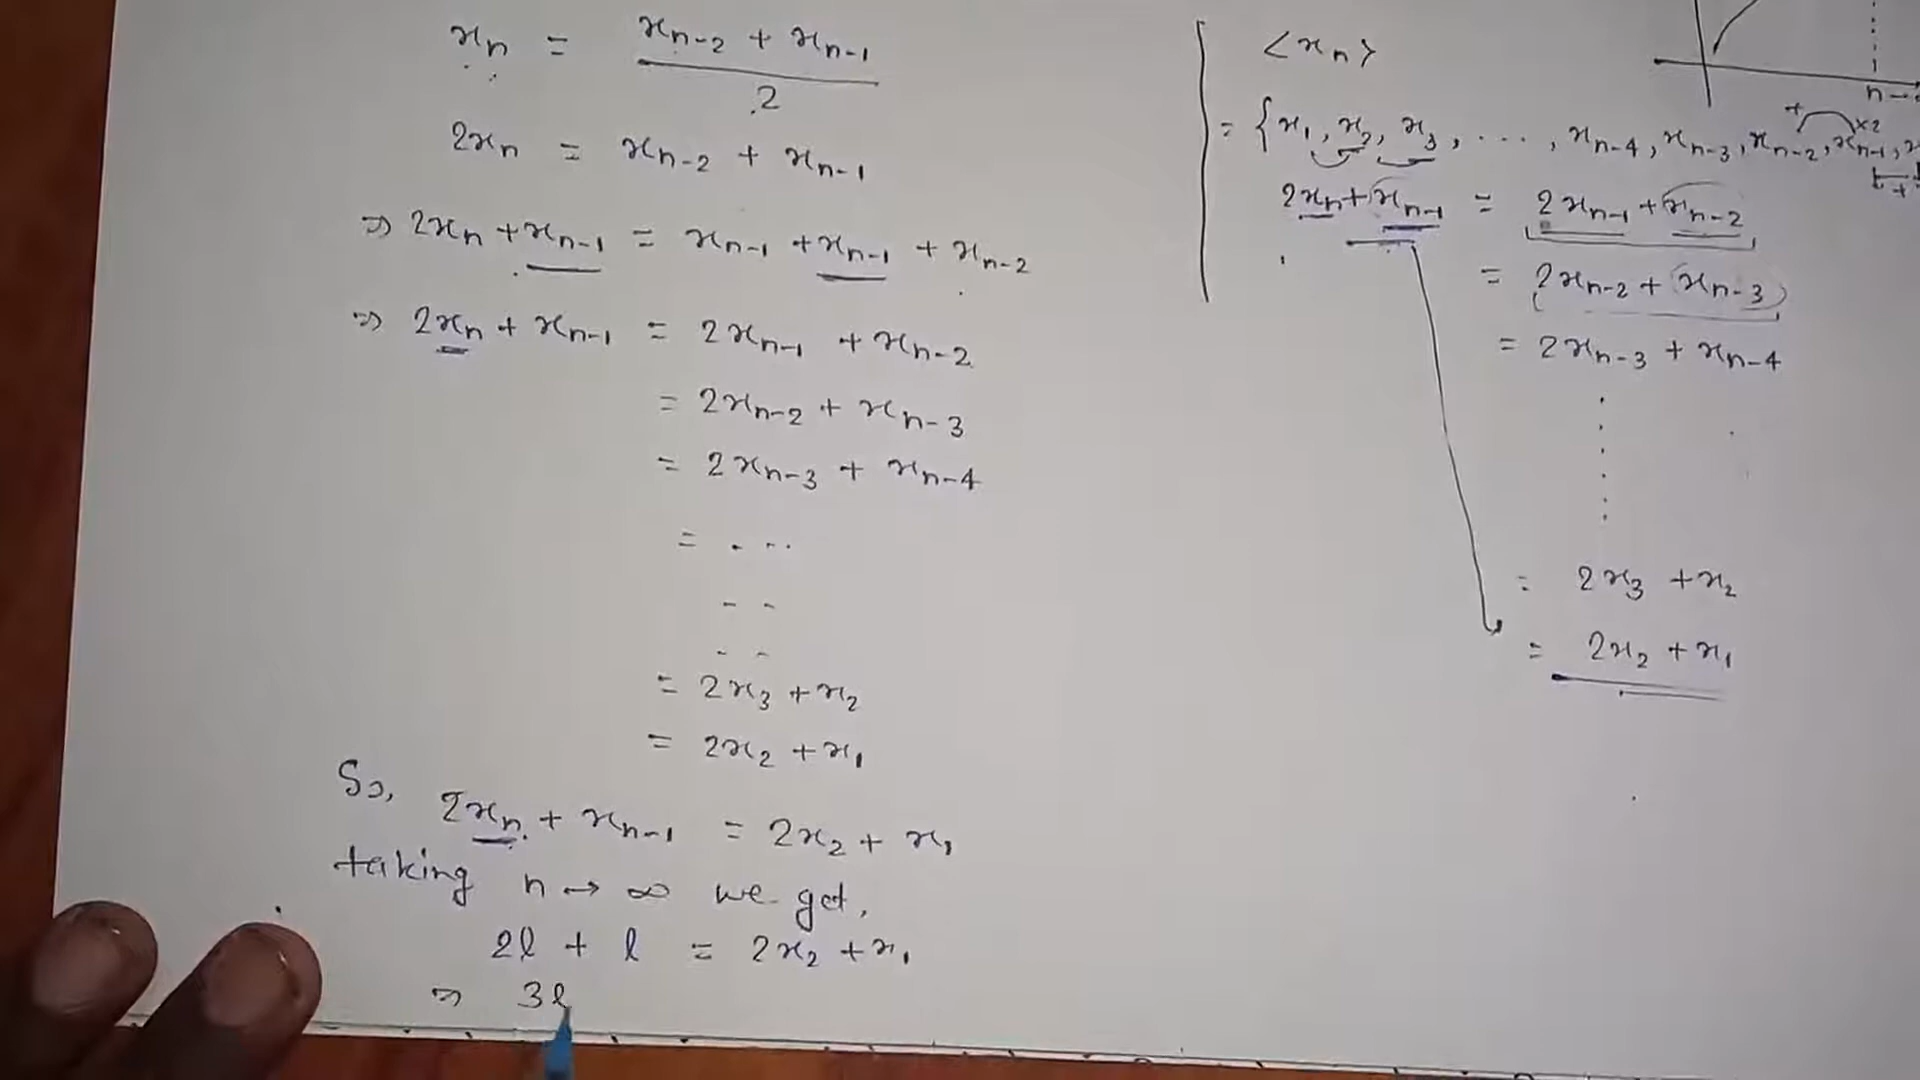 xₙ = (xₙ₋₂ + xₙ₋₁) / 2
2xₙ = xₙ₋₂ + xₙ₋₁
⇒ 2xₙ + xₙ₋₁ = xₙ₋₁ + xₙ₋₁ + xₙ₋₂
⇒ 2xₙ + xₙ₋₁ = 2xₙ₋₁ + xₙ₋₂
= 2xₙ₋₂ + xₙ₋₃
= 2xₙ₋₃ + xₙ₋₄
= . . .
. .
. .
= 2x₃ + x₂
= 2x₂ + x₁
So, 2xₙ + xₙ₋₁ = 2x₂ + x₁
taking n → ∞ we get,
2l + l = 2x₂ + x₁
⇒ 3l
<xₙ>
= {x₁, x₂, x₃, ..., xₙ₋₄, xₙ₋₃, xₙ₋₂, xₙ₋₁,
2xₙ + xₙ₋₁ = 2xₙ₋₁ + xₙ₋₂
= 2xₙ₋₂ + xₙ₋₃
= 2xₙ₋₃ + xₙ₋₄
= 2x₃ + x₂
= 2x₂ + x₁
n →
+ ×2
+